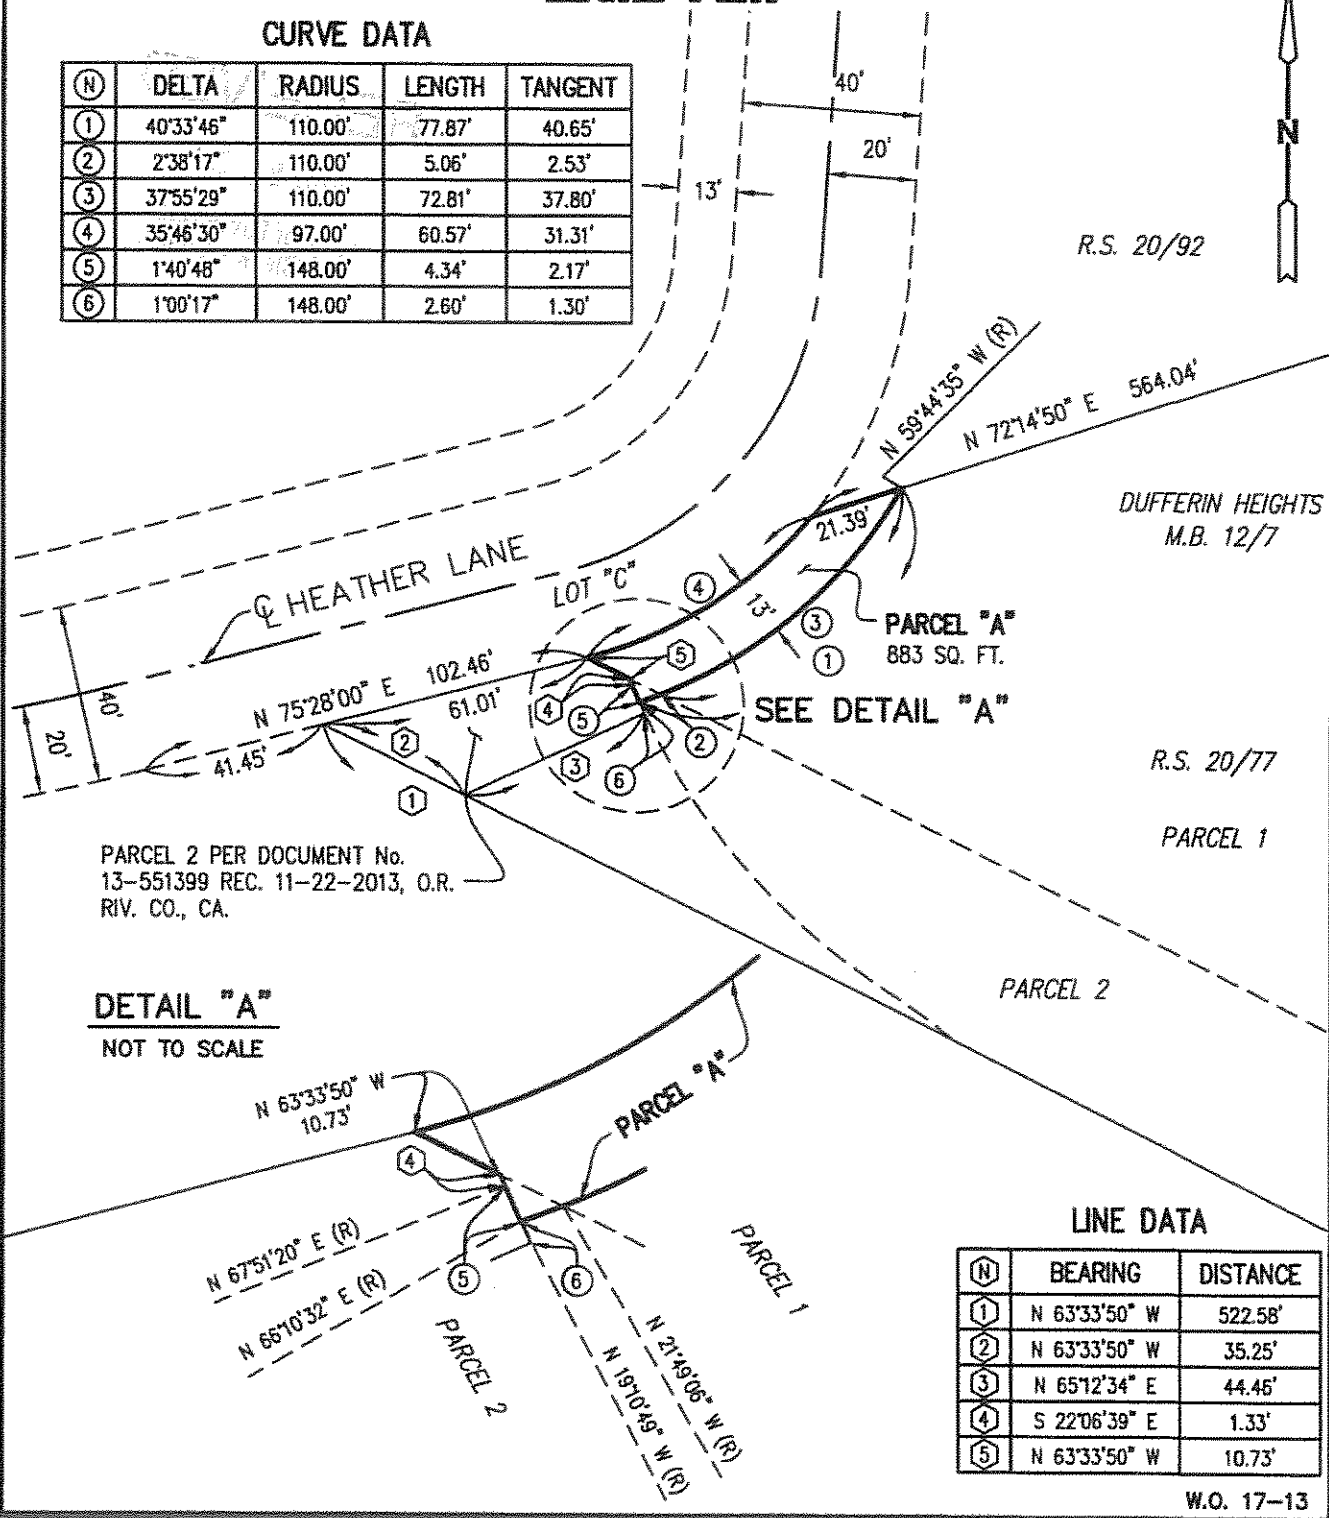 CURVE DATA
N DELTA RADIUS LENGTH TANGENT
1 40°33'46" 110.00' 77.87' 40.65'
2 2°38'17" 110.00' 5.06' 2.53'
3 37°55'29" 110.00' 72.81' 37.80'
4 35°46'30" 97.00' 60.57' 31.31'
5 1°40'48" 148.00' 4.34' 2.17'
6 1°00'17" 148.00' 2.60' 1.30'
40'
20'
13'
N
R.S. 20/92
N 59°44'35" W (R)
N 72°14'50" E 564.04'
DUFFERIN HEIGHTS
M.B. 12/7
21.39'
℄ HEATHER LANE
LOT "C"
4
13'
3
1
PARCEL "A"
883 SQ. FT.
5
4
5
2
3
6
SEE DETAIL "A"
N 75°28'00" E 102.46'
61.01'
41.45'
2
1
40'
20'
R.S. 20/77
PARCEL 1
PARCEL 2 PER DOCUMENT No.
13-551399 REC. 11-22-2013, O.R.
RIV. CO., CA.
PARCEL 2
DETAIL "A"
NOT TO SCALE
N 63°33'50" W
10.73'
PARCEL "A"
4
N 67°51'20" E (R)
N 66°10'32" E (R)
5
6
PARCEL 1
PARCEL 2
N 21°49'06" W (R)
N 19°10'49" W (R)
LINE DATA
N BEARING DISTANCE
1 N 63°33'50" W 522.58'
2 N 63°33'50" W 35.25'
3 N 65°12'34" E 44.46'
4 S 22°06'39" E 1.33'
5 N 63°33'50" W 10.73'
W.O. 17-13